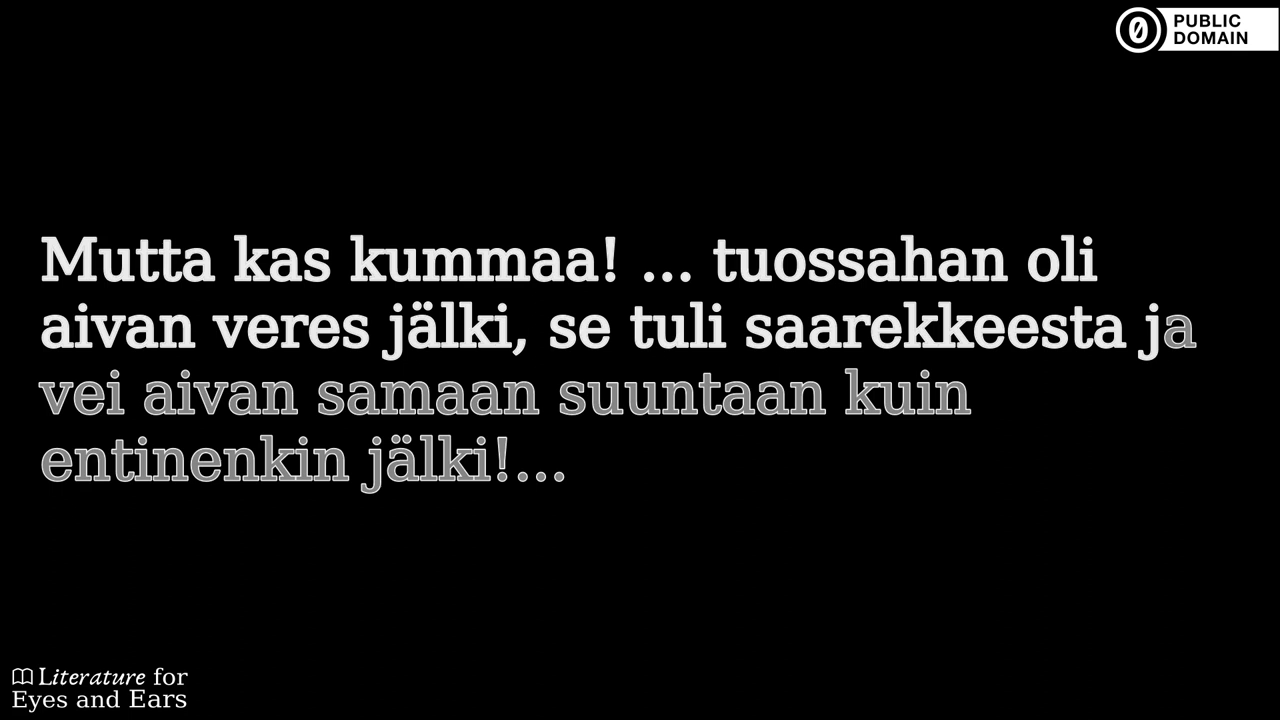 PUBLIC
DOMAIN
Mutta kas kummaa! ... tuossahan oli
aivan veres jälki, se tuli saarekkeesta ja
vei aivan samaan suuntaan kuin
entinenkin jälki!...
Literature for
Eyes and Ears